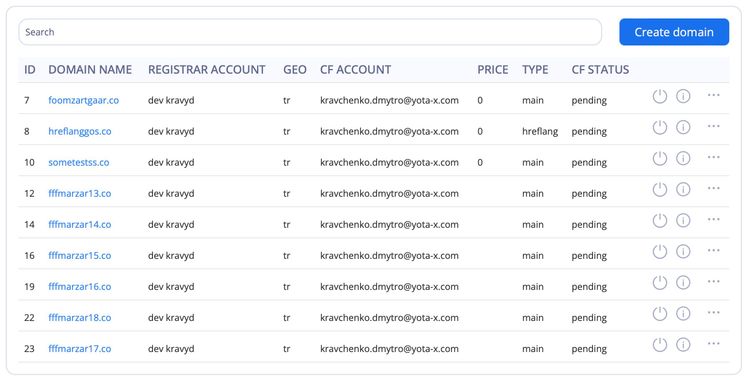 Search
Create domain
ID DOMAIN NAME REGISTRAR ACCOUNT GEO CF ACCOUNT PRICE TYPE CF STATUS
7 foomzartgaar.co dev kravyd tr kravchenko.dmytro@yota-x.com 0 main pending
8 hreflanggos.co dev kravyd tr kravchenko.dmytro@yota-x.com 0 hreflang pending
10 sometestss.co dev kravyd tr kravchenko.dmytro@yota-x.com 0 main pending
12 fffmarzar13.co dev kravyd tr kravchenko.dmytro@yota-x.com main pending
14 fffmarzar14.co dev kravyd tr kravchenko.dmytro@yota-x.com main pending
16 fffmarzar15.co dev kravyd tr kravchenko.dmytro@yota-x.com main pending
19 fffmarzar16.co dev kravyd tr kravchenko.dmytro@yota-x.com main pending
22 fffmarzar18.co dev kravyd tr kravchenko.dmytro@yota-x.com main pending
23 fffmarzar17.co dev kravyd tr kravchenko.dmytro@yota-x.com main pending